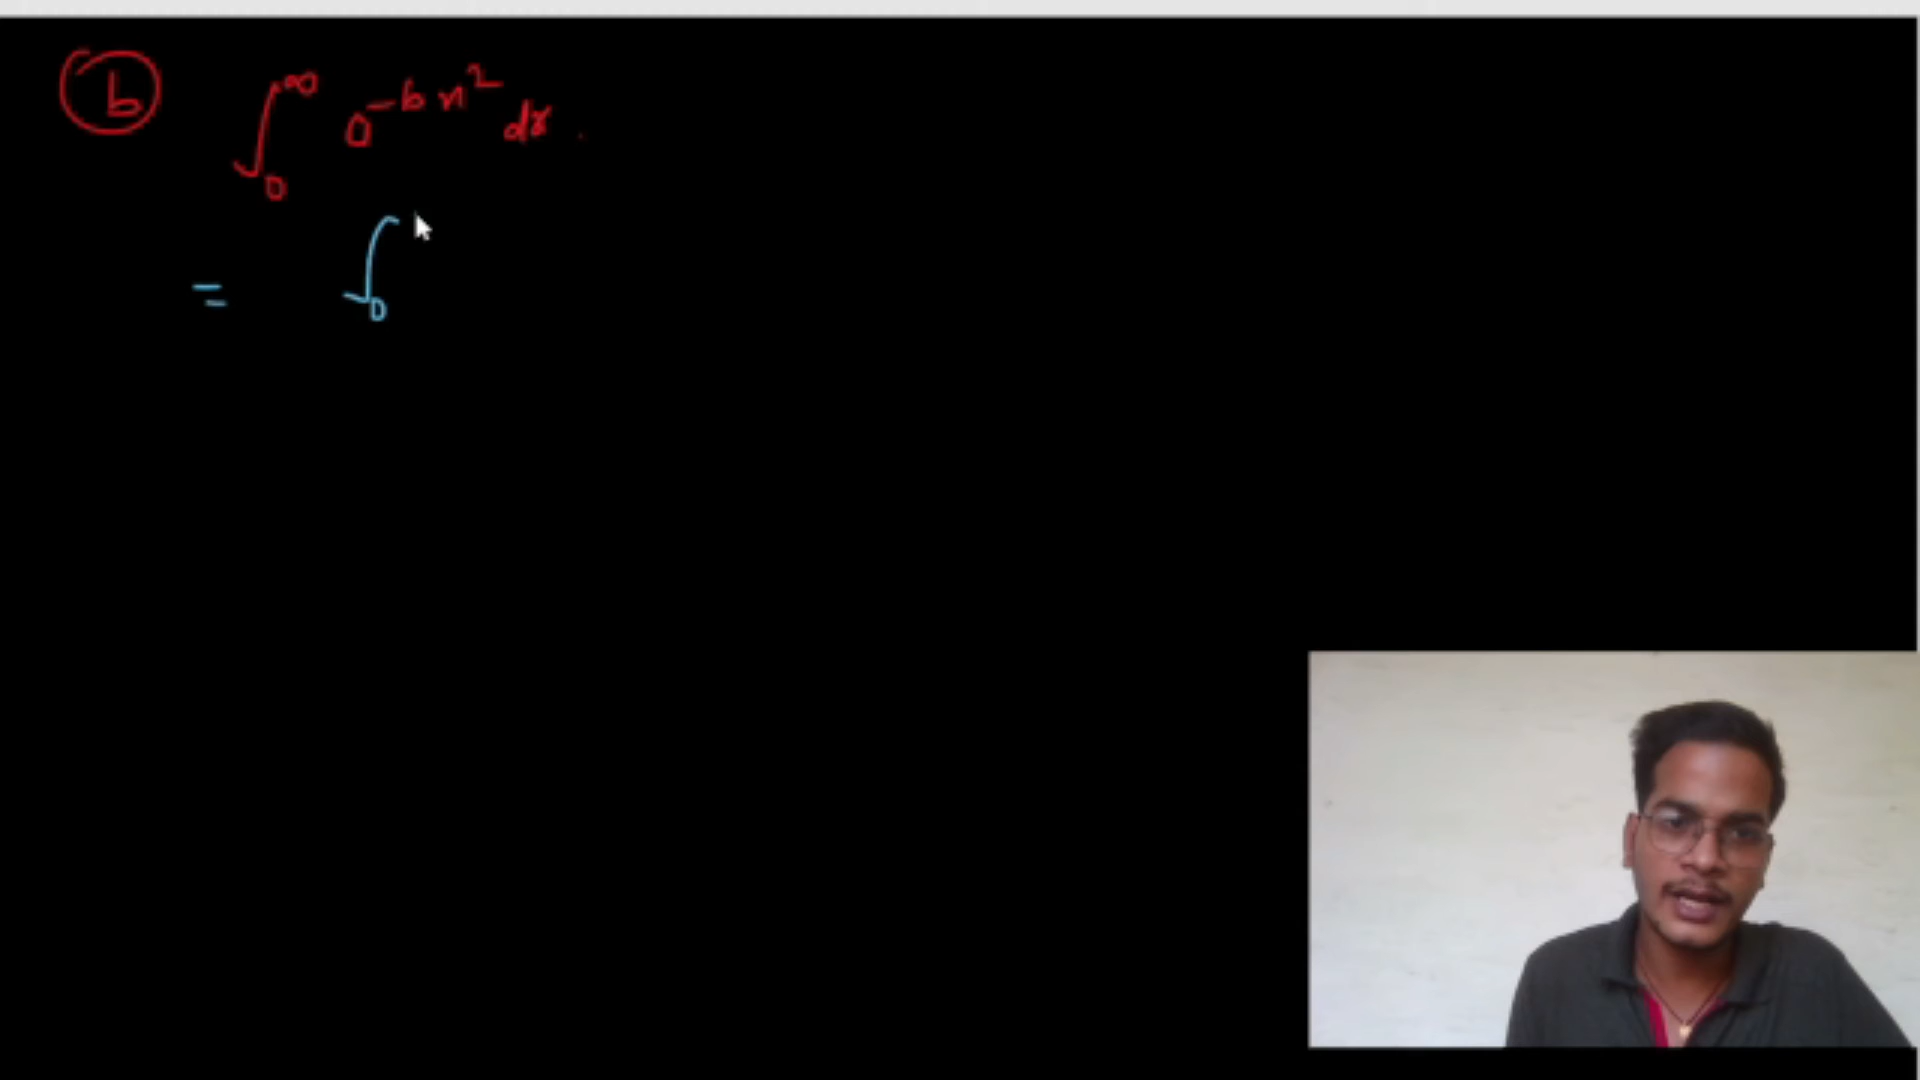 b ∫₀^∞ a^{-bx²} dx.
= ∫₀